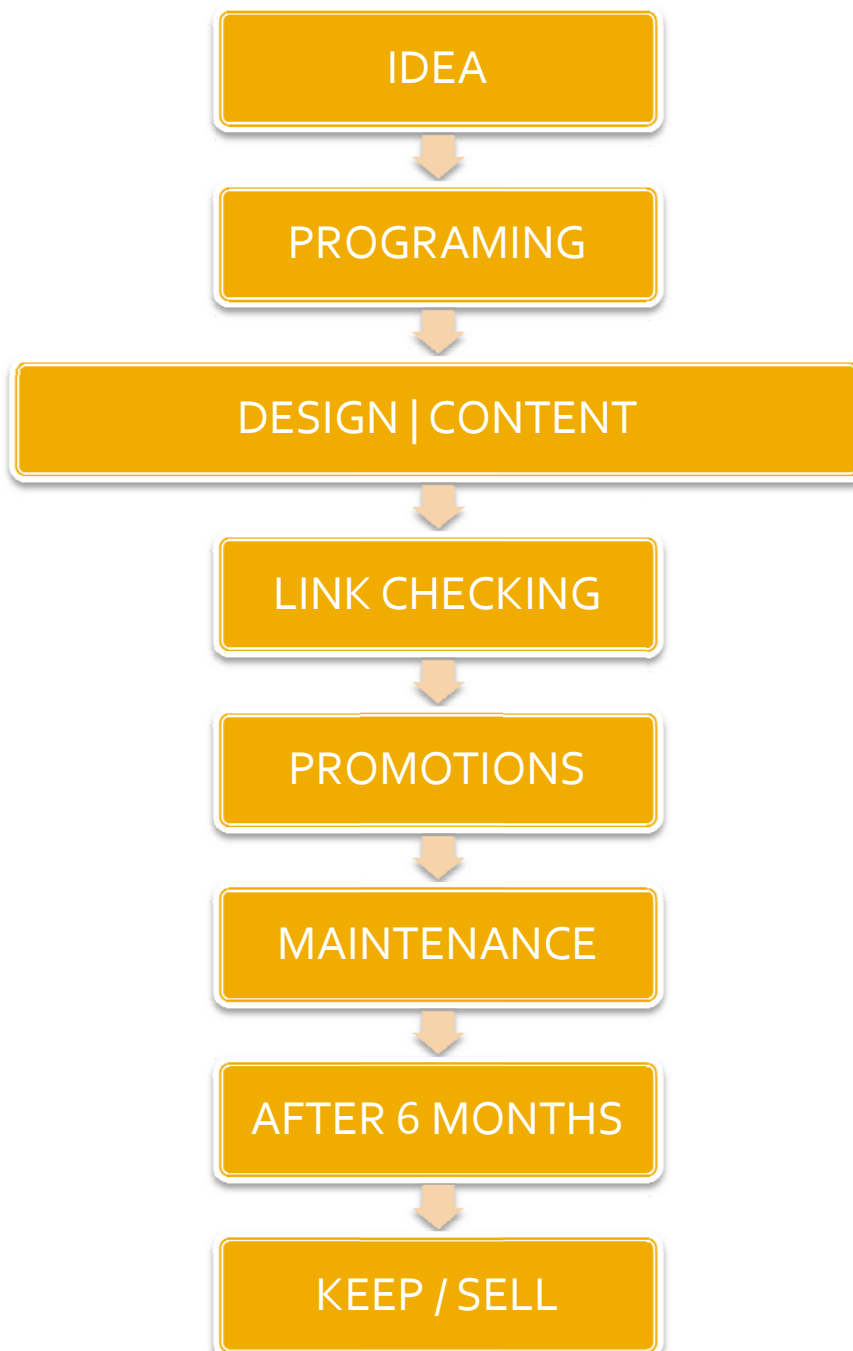 IDEA
PROGRAMING
DESIGN | CONTENT
LINK CHECKING
PROMOTIONS
MAINTENANCE
AFTER 6 MONTHS
KEEP / SELL